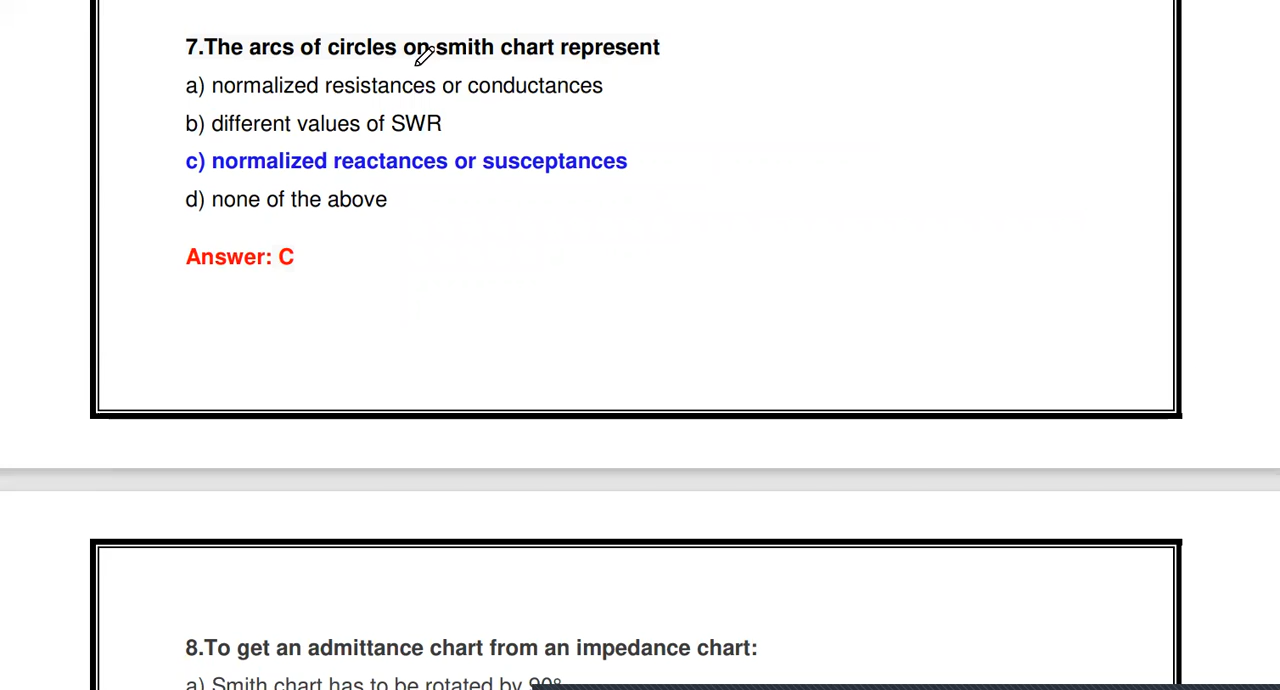 7.The arcs of circles on smith chart represent
a) normalized resistances or conductances
b) different values of SWR
c) normalized reactances or susceptances
d) none of the above
Answer: C
8.To get an admittance chart from an impedance chart:
a) Smith chart has to be rotated by 90°